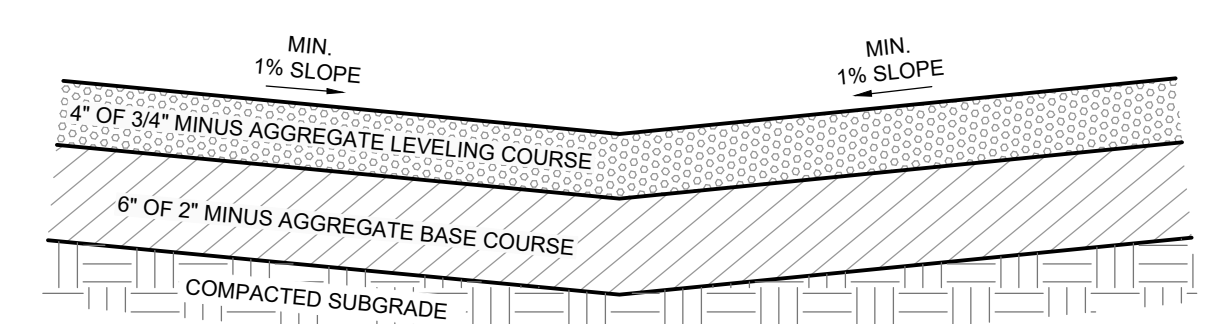 MIN.
1% SLOPE
MIN.
1% SLOPE
4" OF 3/4" MINUS AGGREGATE LEVELING COURSE
6" OF 2" MINUS AGGREGATE BASE COURSE
COMPACTED SUBGRADE